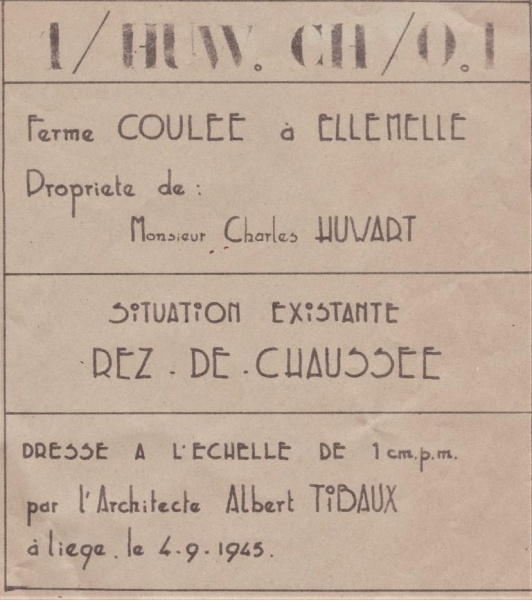 1/HUW. CH/0.1
Ferme COULEE à ELLEMELLE
Propriete de :
Monsieur Charles HUWART
SiTUATiON EXiSTANTE
REZ - DE - CHAUSSEE
DRESSE A L'ECHELLE DE 1 cm.p.m.
par l'Architecte Albert TiBAUX
à liege. le 4-9-1945.